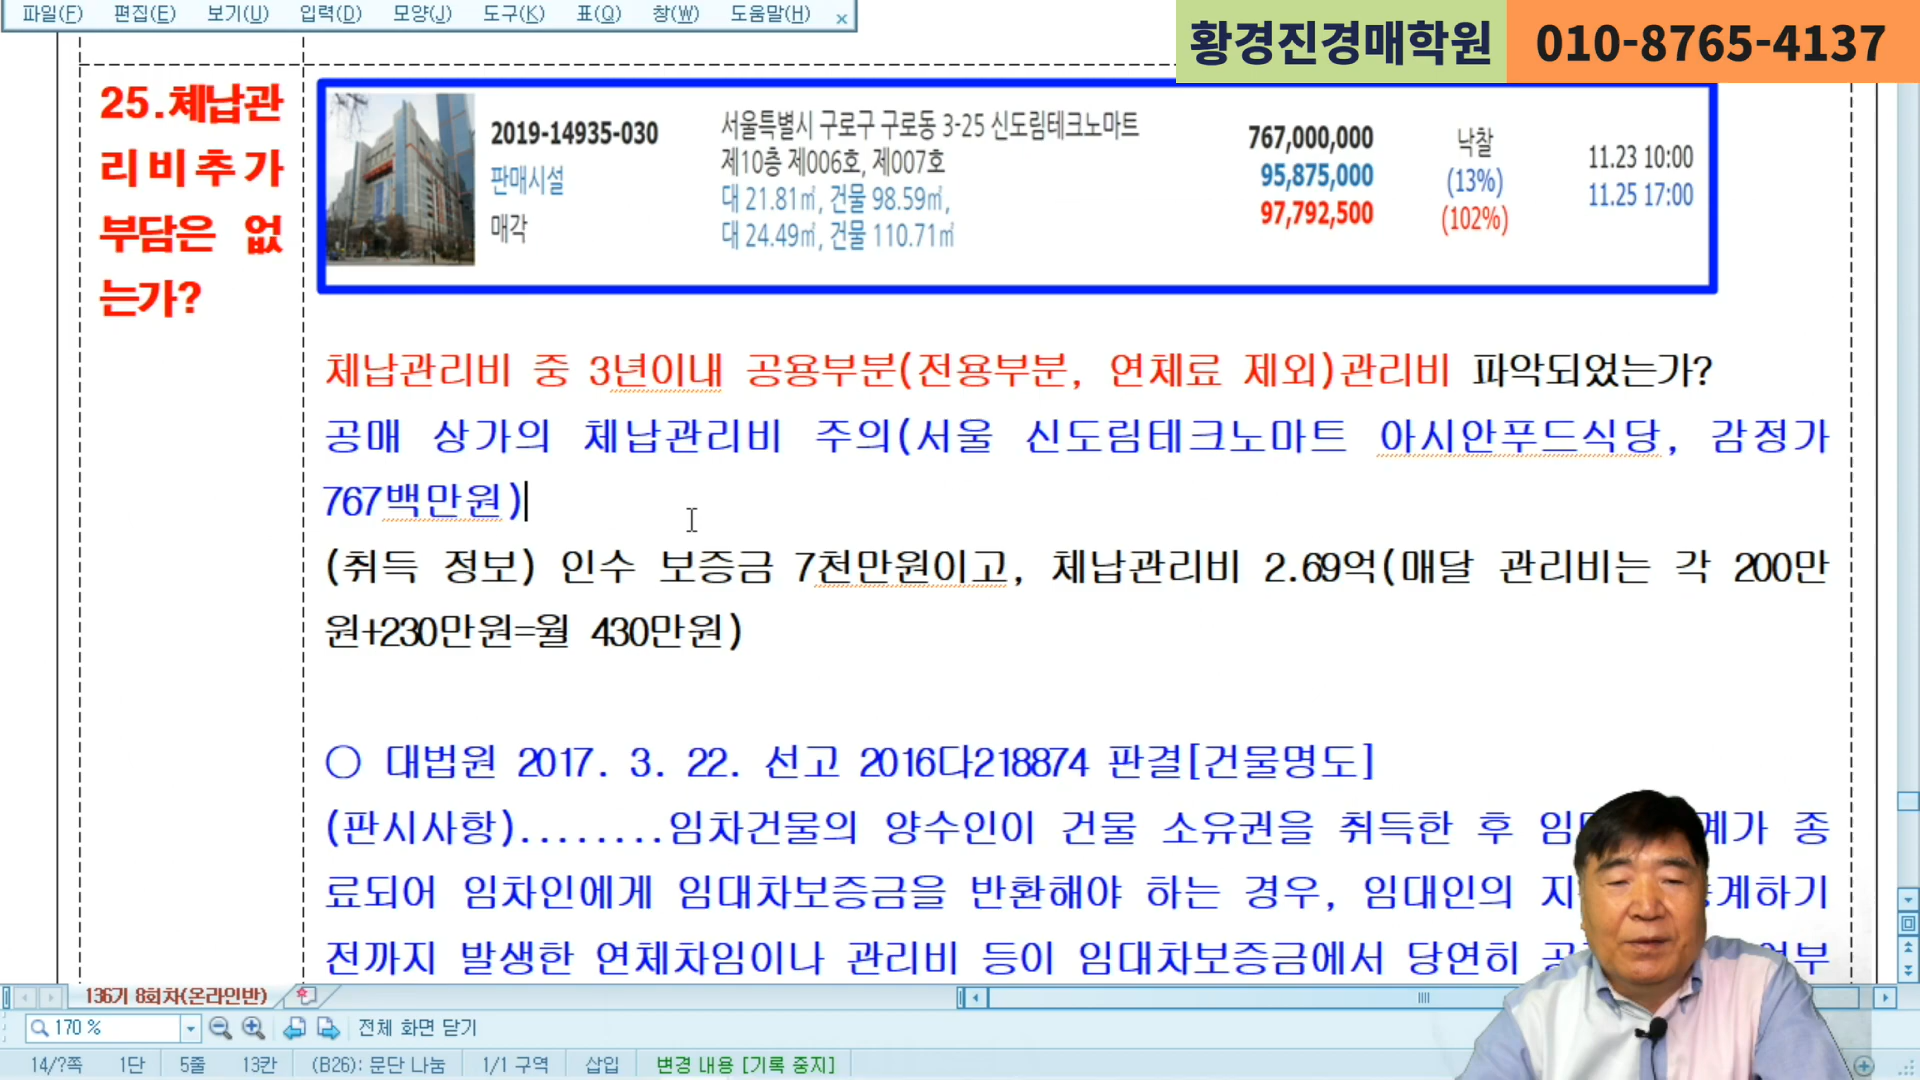 파일(F) 편집(E) 보기(U) 입력(D) 모양(J) 도구(K) 표(Q) 창(W) 도움말(H) x
황경진경매학원 010-8765-4137
25.체납관
리비추가
부담은 없
는가?
2019-14935-030
판매시설
매각
서울특별시 구로구 구로동 3-25 신도림테크노마트
제10층 제006호, 제007호
대 21.81㎡, 건물 98.59㎡,
대 24.49㎡, 건물 110.71㎡
767,000,000
95,875,000
97,792,500
낙찰
(13%)
(102%)
11.23 10:00
11.25 17:00
체납관리비 중 3년이내 공용부분(전용부분, 연체료 제외)관리비 파악되었는가?
공매 상가의 체납관리비 주의(서울 신도림테크노마트 아시안푸드식당, 감정가
767백만원)
(취득 정보) 인수 보증금 7천만원이고, 체납관리비 2.69억(매달 관리비는 각 200만
원+230만원=월 430만원)
○ 대법원 2017. 3. 22. 선고 2016다218874 판결[건물명도]
(판시사항)........임차건물의 양수인이 건물 소유권을 취득한 후 종
료되어 임차인에게 임대차보증금을 반환해야 하는 경우, 임대인의
전까지 발생한 연체차임이나 관리비 등이 임대차보증금에서 당연히
136기 8회차(온라인반)
170 % 전체 화면 닫기
14/?쪽 1단 5줄 13칸 (B26): 문단 나눔 1/1 구역 삽입 변경 내용 [기록 중지]